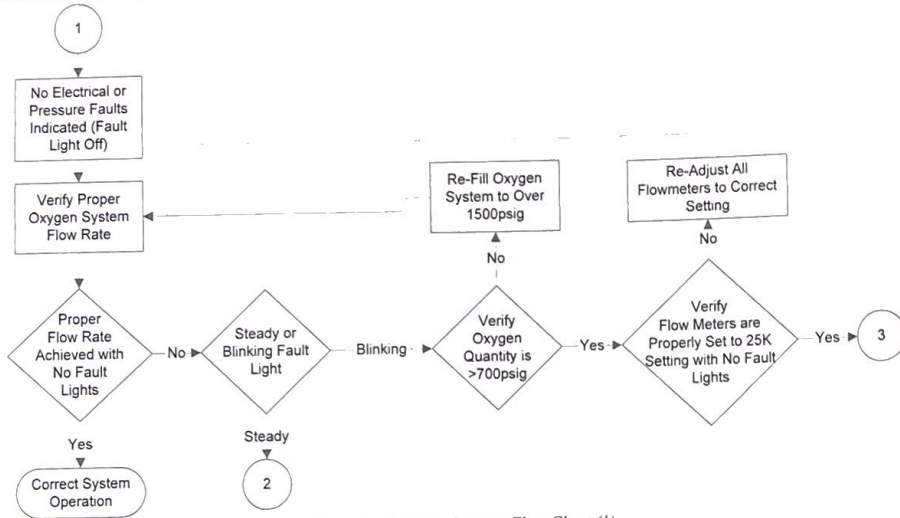 1
No Electrical or
Pressure Faults
Indicated (Fault
Light Off)
Verify Proper
Oxygen System
Flow Rate
Re-Fill Oxygen
System to Over
1500psig
Re-Adjust All
Flowmeters to Correct
Setting
No
No
Proper
Flow Rate
Achieved with
No Fault
Lights
No
Steady or
Blinking Fault
Light
Blinking
Verify
Oxygen
Quantity is
>700psig
Yes
Verify
Flow Meters are
Properly Set to 25K
Setting with No Fault
Lights
Yes
3
Yes
Steady
Correct System
Operation
2
Flow Chart (1)